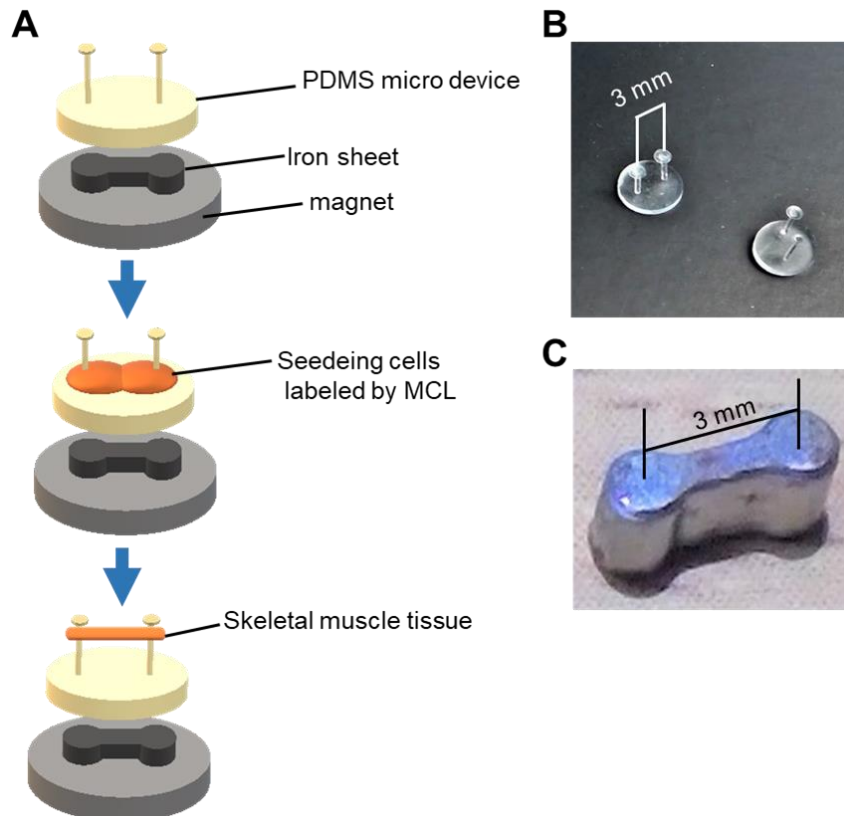 A
PDMS micro device
Iron sheet
magnet
Seedeing cells
labeled by MCL
Skeletal muscle tissue
B
3 mm
C
3 mm